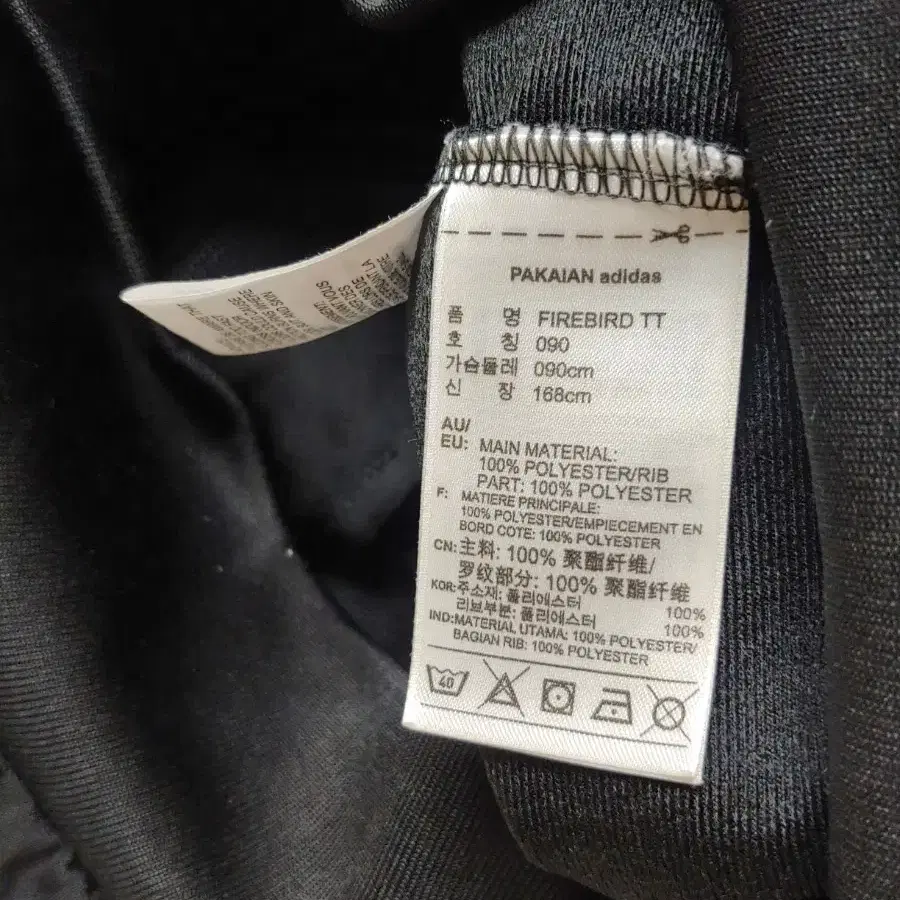 PAKAIAN adidas
품 명 FIREBIRD TT
호 칭 090
가슴둘레 090cm
신 장 168cm
AU/
EU: MAIN MATERIAL:
100% POLYESTER/RIB
PART: 100% POLYESTER
F: MATIERE PRINCIPALE:
100% POLYESTER/EMPIECEMENT EN
BORD COTE: 100% POLYESTER
CN: 主料: 100% 聚酯纤维/
罗纹部分: 100% 聚酯纤维
KOR: 주소재: 폴리에스터 100%
리브부분: 폴리에스터 100%
IND: MATERIAL UTAMA: 100% POLYESTER/
BAGIAN RIB: 100% POLYESTER
40